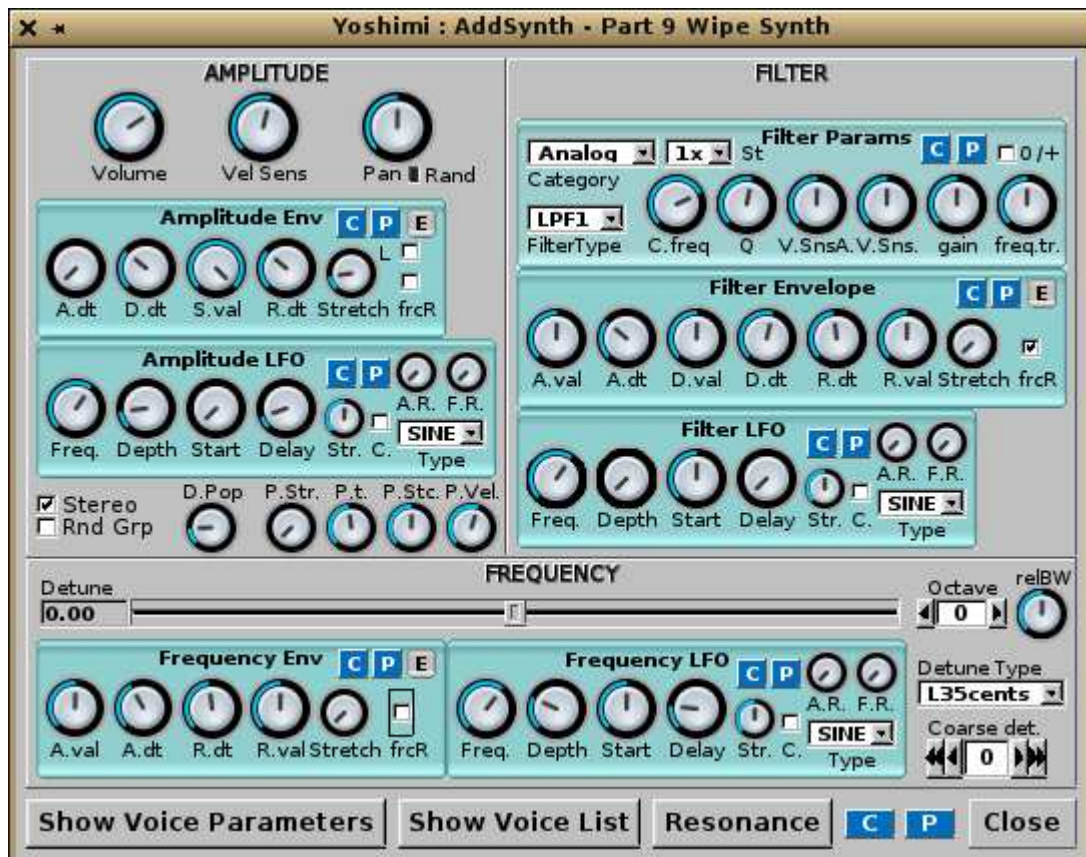 Yoshimi : AddSynth - Part 9 Wipe Synth
AMPLITUDE
Volume Vel Sens Pan Rand
Amplitude Env C P E
L
A.dt D.dt S.val R.dt Stretch frcR
Amplitude LFO C P
A.R. F.R.
SINE
Freq. Depth Start Delay Str. C. Type
Stereo
Rnd Grp
D.Pop P.Str. P.t. P.Stc. P.Vel.
FILTER
Filter Params C P 0/+
Analog 1x St
Category
LPF1
FilterType C.freq Q V.SnsA. V.Sns. gain freq.tr.
Filter Envelope C P E
A.val A.dt D.val D.dt R.dt R.val Stretch frcR
Filter LFO C P
A.R. F.R.
SINE
Freq. Depth Start Delay Str. C. Type
FREQUENCY
Detune
0.00
Octave
0
relBW
Frequency Env C P E
A.val A.dt R.dt R.val Stretch frcR
Frequency LFO C P
A.R. F.R.
SINE
Freq. Depth Start Delay Str. C. Type
Detune Type
L35cents
Coarse det.
0
Show Voice Parameters Show Voice List Resonance C P Close